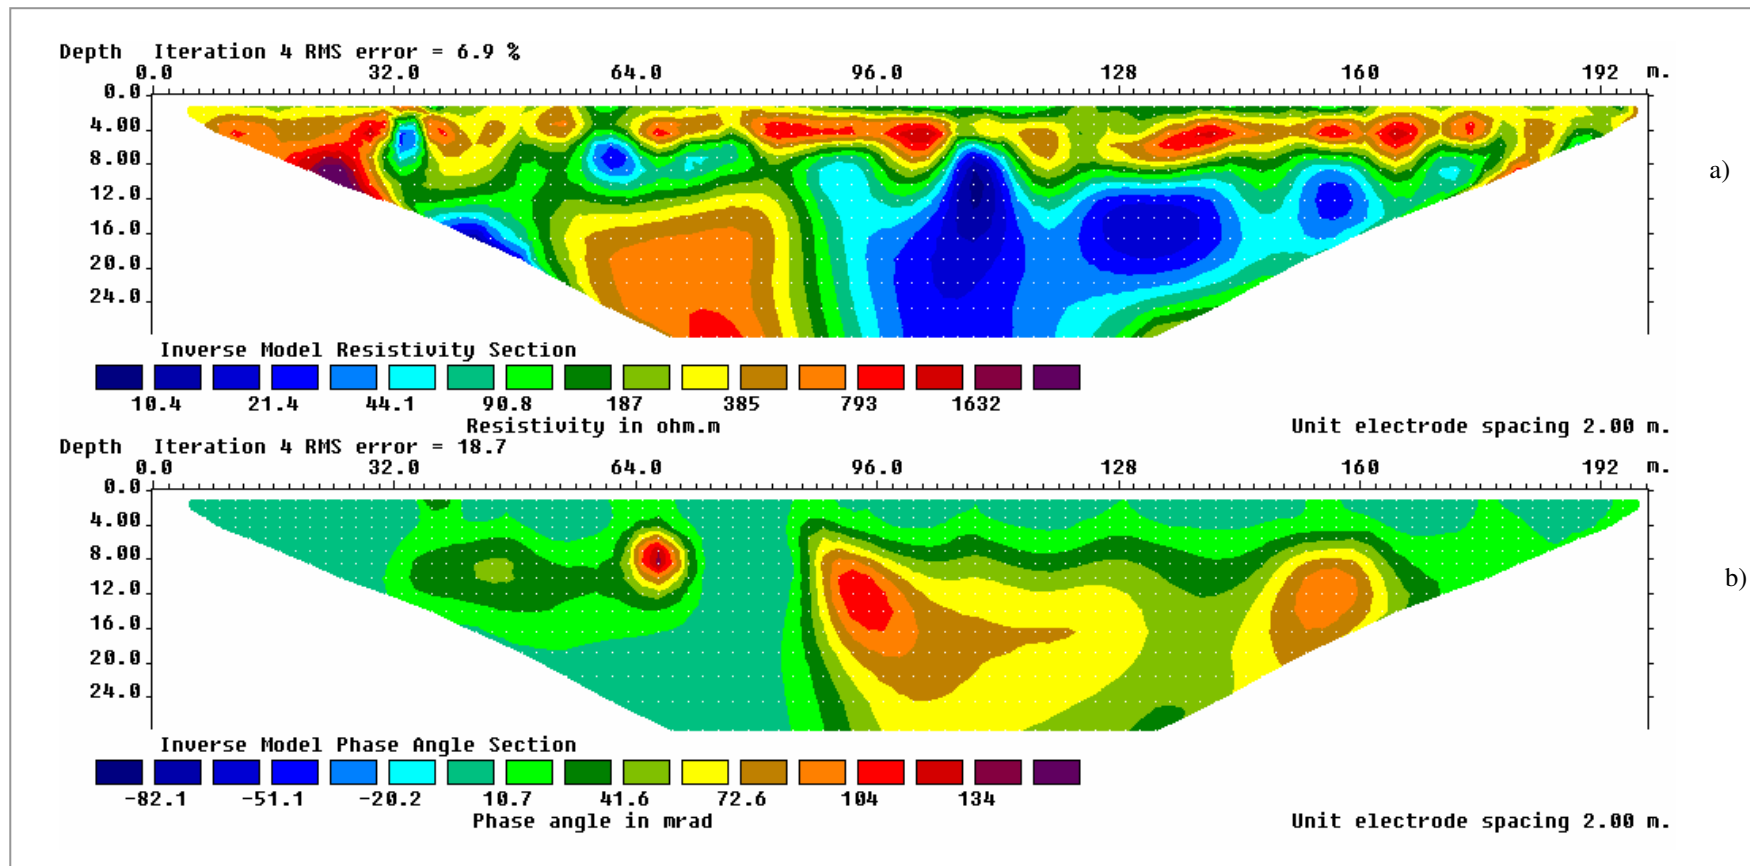 Depth Iteration 4 RMS error = 6.9 %
0.0 32.0 64.0 96.0 128 160 192 m.
0.0
4.00
8.00
12.0
16.0
20.0
24.0
a)
Inverse Model Resistivity Section
10.4 21.4 44.1 90.8 187 385 793 1632
Resistivity in ohm.m
Unit electrode spacing 2.00 m.
Depth Iteration 4 RMS error = 18.7
0.0 32.0 64.0 96.0 128 160 192 m.
0.0
4.00
8.00
12.0
16.0
20.0
24.0
b)
Inverse Model Phase Angle Section
-82.1 -51.1 -20.2 10.7 41.6 72.6 104 134
Phase angle in mrad
Unit electrode spacing 2.00 m.